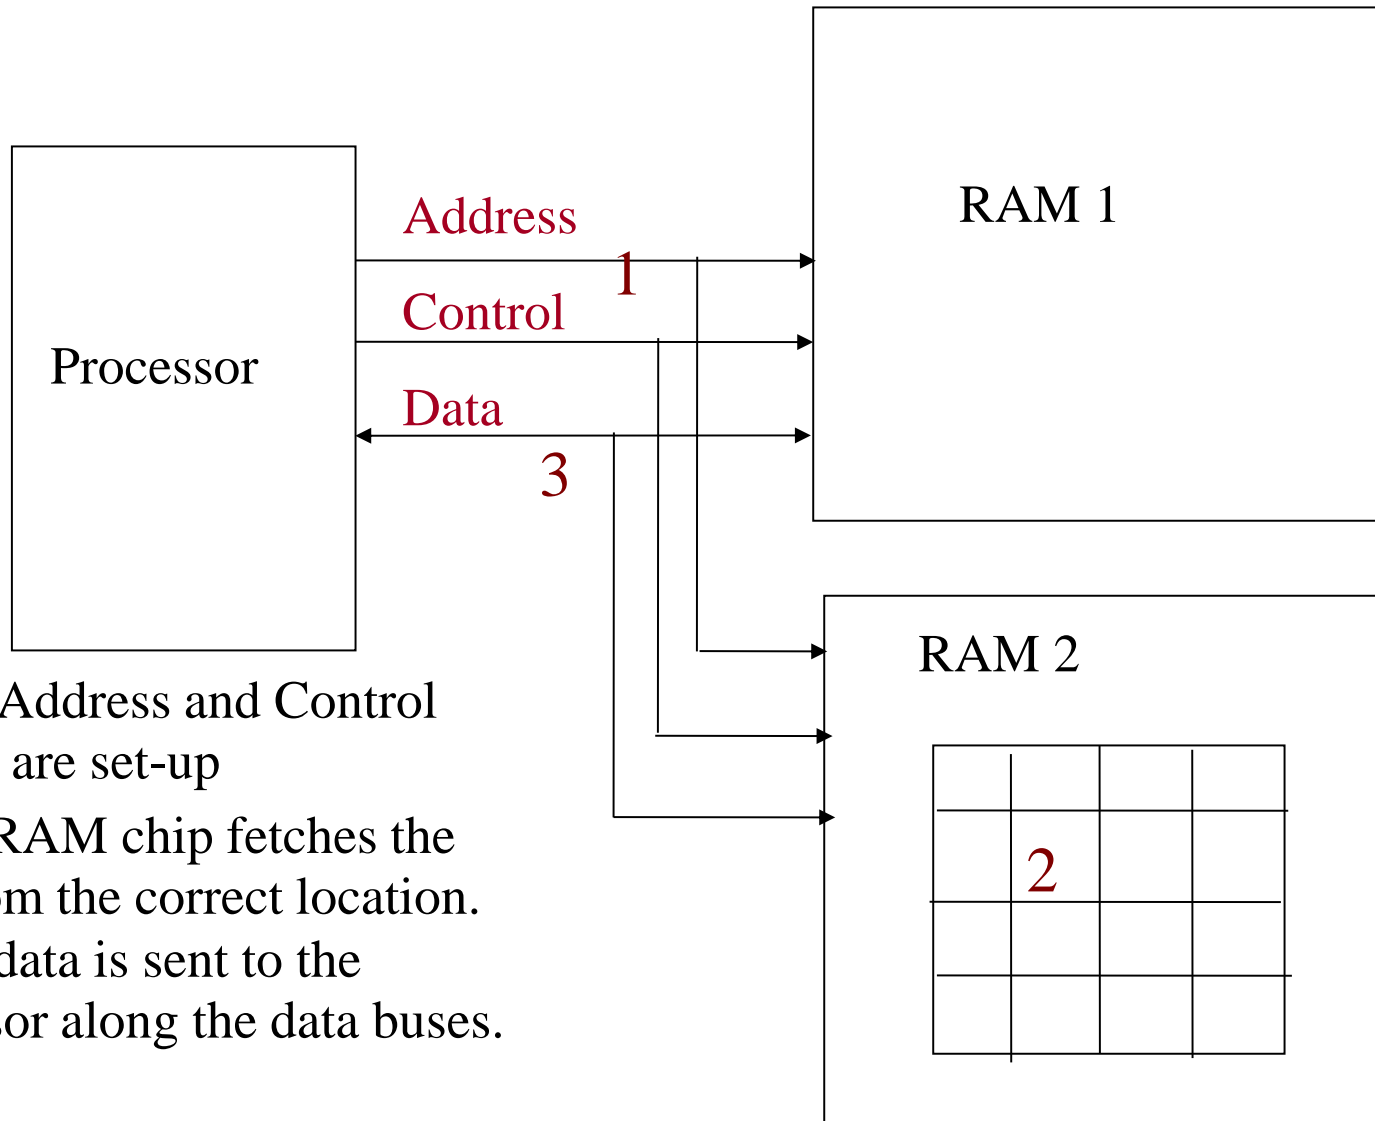 RAM 1
Address
1
Control
Processor
Data
3
RAM 2
Address and Control
are set-up
RAM chip fetches the
2
the correct location.
data is sent to the
along the data buses.